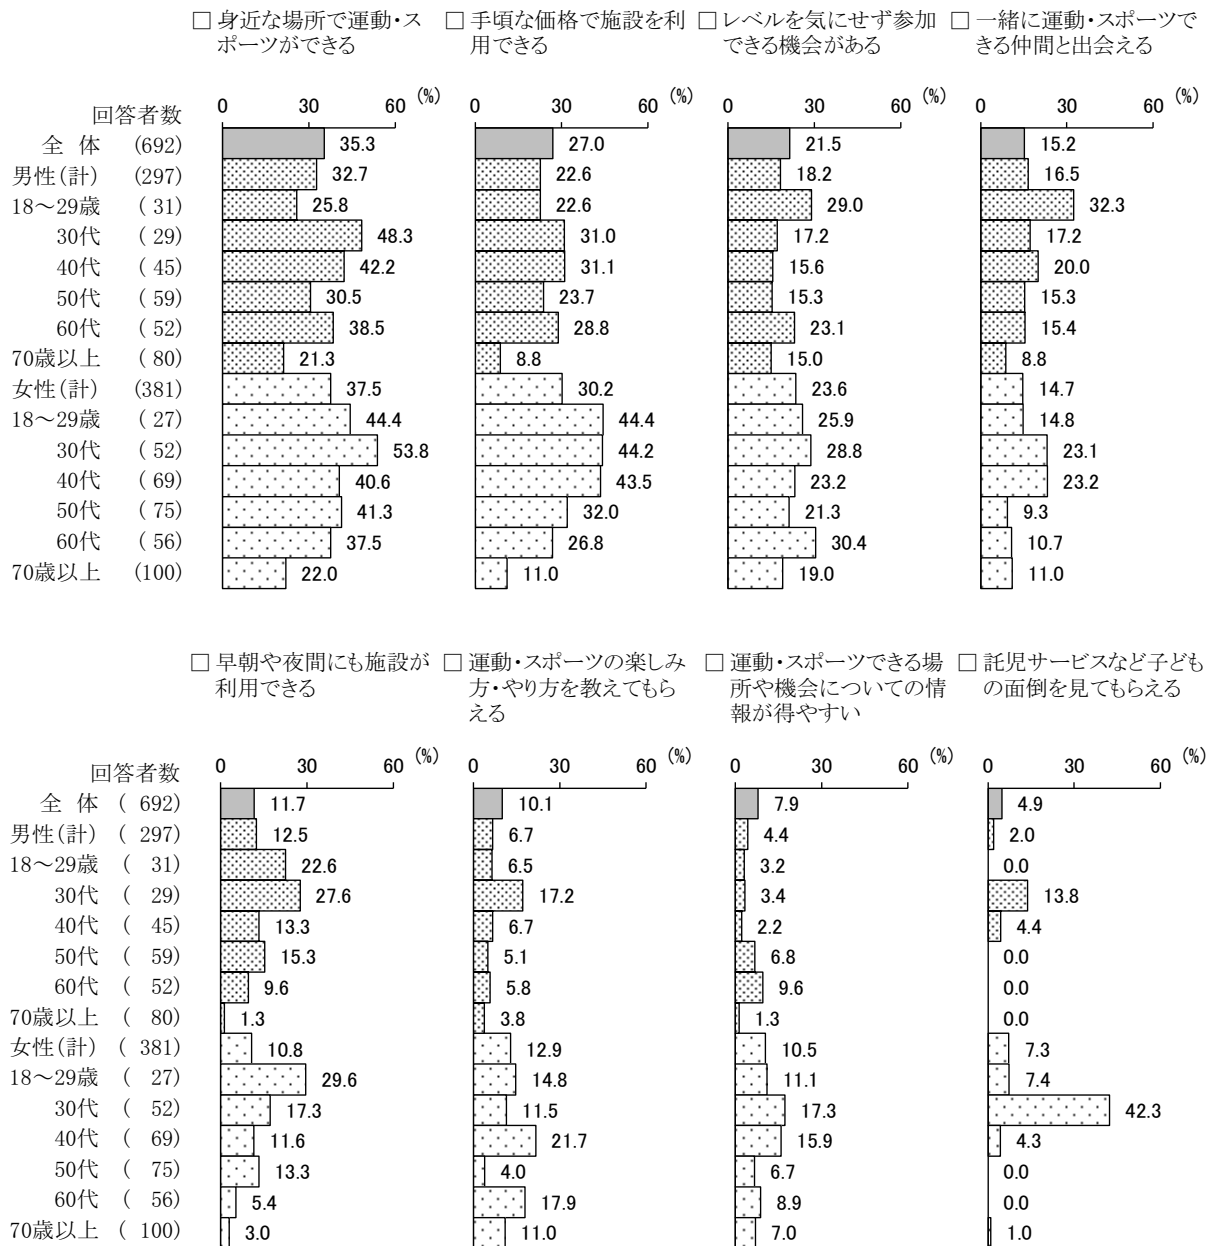 □ 身近な場所で運動・ス □ 手頃な価格で施設を利 □ レベルを気にせず参加 □ 一緒に運動・スポーツで
ポーツができる 用できる できる機会がある きる仲間と出会える
回答者数 0 30 60 (%) 0 30 60 (%) 0 30 60 (%) 0 30 60 (%)
全 体 (692) 35.3 27.0 21.5 15.2
男性(計) (297) 32.7 22.6 18.2 16.5
18～29歳 ( 31) 25.8 22.6 29.0 32.3
30代 ( 29) 48.3 31.0 17.2 17.2
40代 ( 45) 42.2 31.1 15.6 20.0
50代 ( 59) 30.5 23.7 15.3 15.3
60代 ( 52) 38.5 28.8 23.1 15.4
70歳以上 ( 80) 21.3 8.8 15.0 8.8
女性(計) (381) 37.5 30.2 23.6 14.7
18～29歳 ( 27) 44.4 44.4 25.9 14.8
30代 ( 52) 53.8 44.2 28.8 23.1
40代 ( 69) 40.6 43.5 23.2 23.2
50代 ( 75) 41.3 32.0 21.3 9.3
60代 ( 56) 37.5 26.8 30.4 10.7
70歳以上 (100) 22.0 11.0 19.0 11.0
□ 早朝や夜間にも施設が □ 運動・スポーツの楽しみ □ 運動・スポーツできる場 □ 託児サービスなど子ども
利用できる 方・やり方を教えてもら 所や機会についての情 の面倒を見てもらえる
える 報が得やすい
回答者数 0 30 60 (%) 0 30 60 (%) 0 30 60 (%) 0 30 60 (%)
全 体 ( 692) 11.7 10.1 7.9 4.9
男性(計) ( 297) 12.5 6.7 4.4 2.0
18～29歳 ( 31) 22.6 6.5 3.2 0.0
30代 ( 29) 27.6 17.2 3.4 13.8
40代 ( 45) 13.3 6.7 2.2 4.4
50代 ( 59) 15.3 5.1 6.8 0.0
60代 ( 52) 9.6 5.8 9.6 0.0
70歳以上 ( 80) 1.3 3.8 1.3 0.0
女性(計) ( 381) 10.8 12.9 10.5 7.3
18～29歳 ( 27) 29.6 14.8 11.1 7.4
30代 ( 52) 17.3 11.5 17.3 42.3
40代 ( 69) 11.6 21.7 15.9 4.3
50代 ( 75) 13.3 4.0 6.7 0.0
60代 ( 56) 5.4 17.9 8.9 0.0
70歳以上 ( 100) 3.0 11.0 7.0 1.0